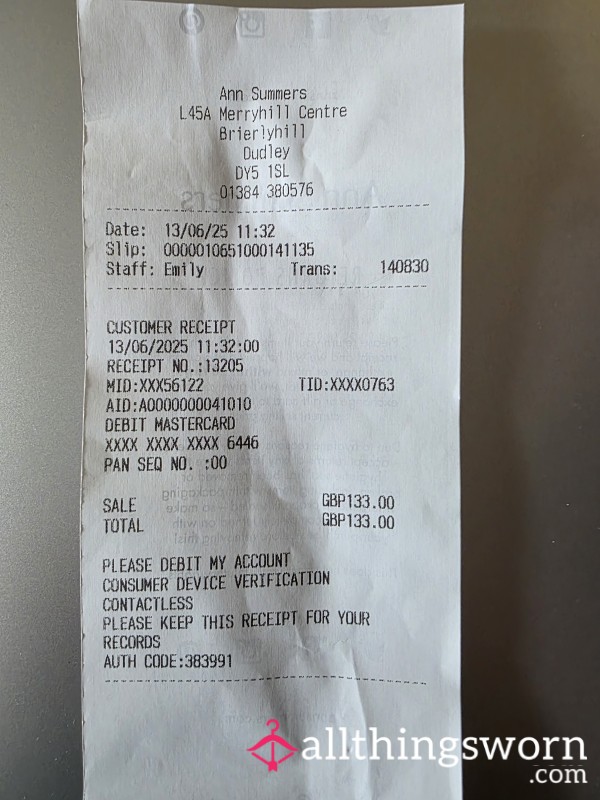 Ann Summers
L45A Merryhill Centre
Brierlyhill
Dudley
DY5 1SL
01384 380576
Date: 13/06/25 11:32
Slip: 0000010651000141135
Staff: Emily Trans: 140830
CUSTOMER RECEIPT
13/06/2025 11:32:00
RECEIPT NO.:13205
MID:XXX56122 TID:XXXX0763
AID:A0000000041010
DEBIT MASTERCARD
XXXX XXXX XXXX 6446
PAN SEQ NO. :00
SALE GBP133.00
TOTAL GBP133.00
PLEASE DEBIT MY ACCOUNT
CONSUMER DEVICE VERIFICATION
CONTACTLESS
PLEASE KEEP THIS RECEIPT FOR YOUR
RECORDS
AUTH CODE:383991
allthingsworn
.com